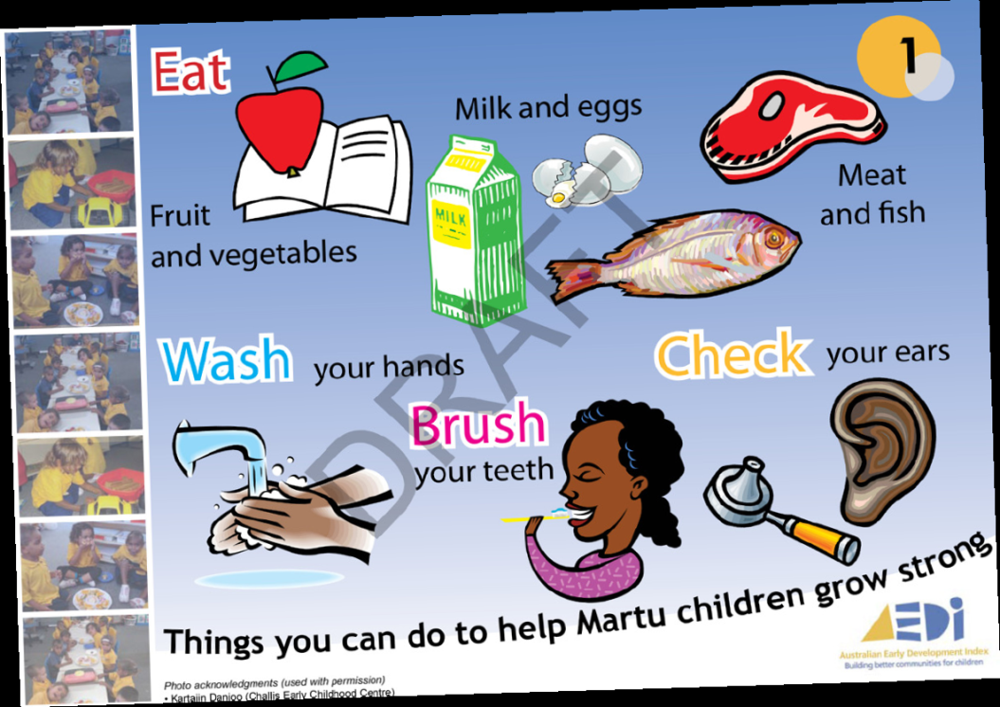 1
Eat
Milk and eggs
MILK
Meat
and fish
Fruit
and vegetables
DRAFT
Wash your hands
Check your ears
Brush
your teeth
Things you can do to help Martu children grow strong
AEDi
Australian Early Development Index
Building better communities for children
Photo acknowledgments (used with permission)
• Kartajin Danjoo (Challis Early Childhood Centre)